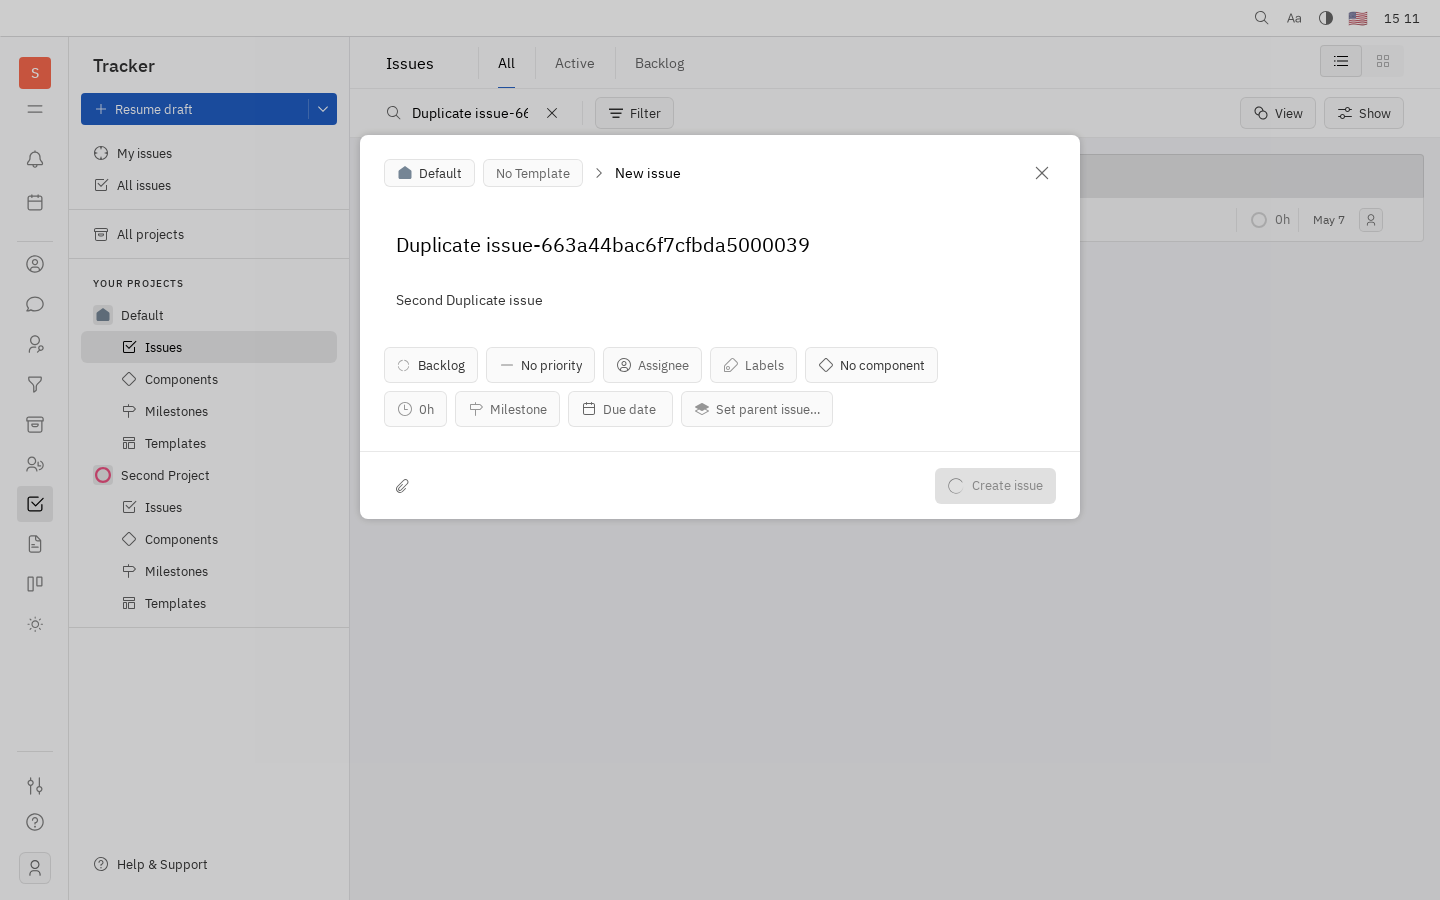 Aa
15 11
S
Tracker
Resume draft
My issues
All issues
All projects
YOUR PROJECTS
Default
Issues
Components
Milestones
Templates
Second Project
Issues
Components
Milestones
Templates
Help & Support
Issues
All
Active
Backlog
Duplicate issue-66
Filter
View
Show
0h
May 7
Default
No Template
New issue
Duplicate issue-663a44bac6f7cfbda5000039
Second Duplicate issue
Backlog
No priority
Assignee
Labels
No component
0h
Milestone
Due date
Set parent issue...
Create issue